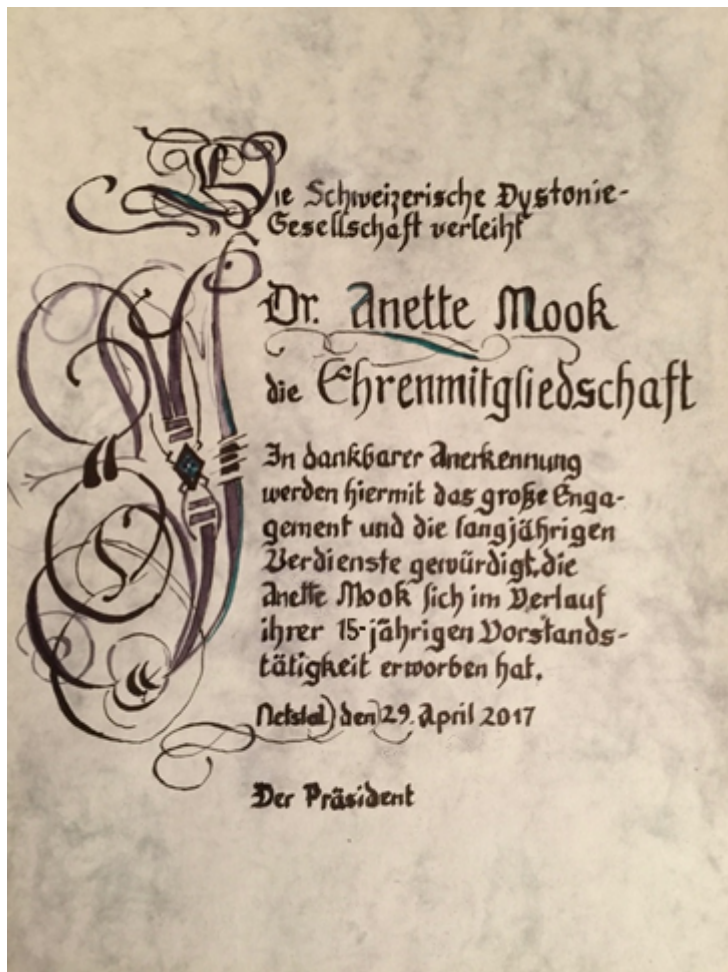 Die Schweizerische Dystonie-
Gesellschaft verleiht
Dr. Anette Mook
die Ehrenmitgliedschaft
In dankbarer Anerkennung
werden hiermit das große Enga-
gement und die langjährigen
Verdienste gewürdigt, die
Anette Mook sich im Verlauf
ihrer 15-jährigen Vorstands-
tätigkeit erworben hat.
Netstal, den 29. April 2017
Der Präsident